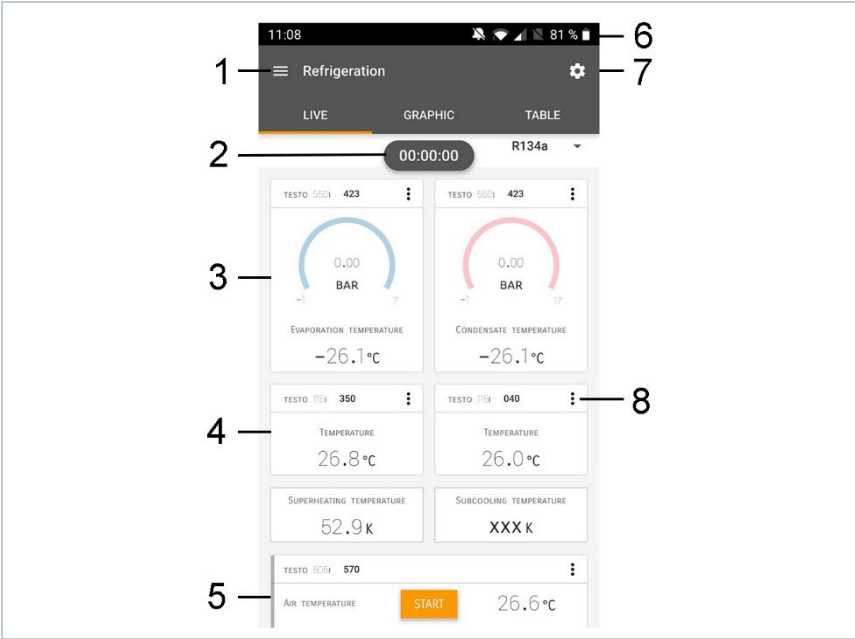 11:08 81 % 6
1 Refrigeration 7
LIVE GRAPHIC TABLE
2 00:00:00 R134a
TESTO 550i 423 TESTO 550i 423
3 0.00 0.00
BAR BAR
-1 7 -1 17
EVAPORATION TEMPERATURE CONDENSATE TEMPERATURE
-26.1 °C -26.1 °C
TESTO 115i 350 TESTO 115i 040 8
4 TEMPERATURE TEMPERATURE
26.8 °C 26.0 °C
SUPERHEATING TEMPERATURE SUBCOOLING TEMPERATURE
52.9 K XXX K
TESTO 605i 570
5 AIR TEMPERATURE START 26.6 °C